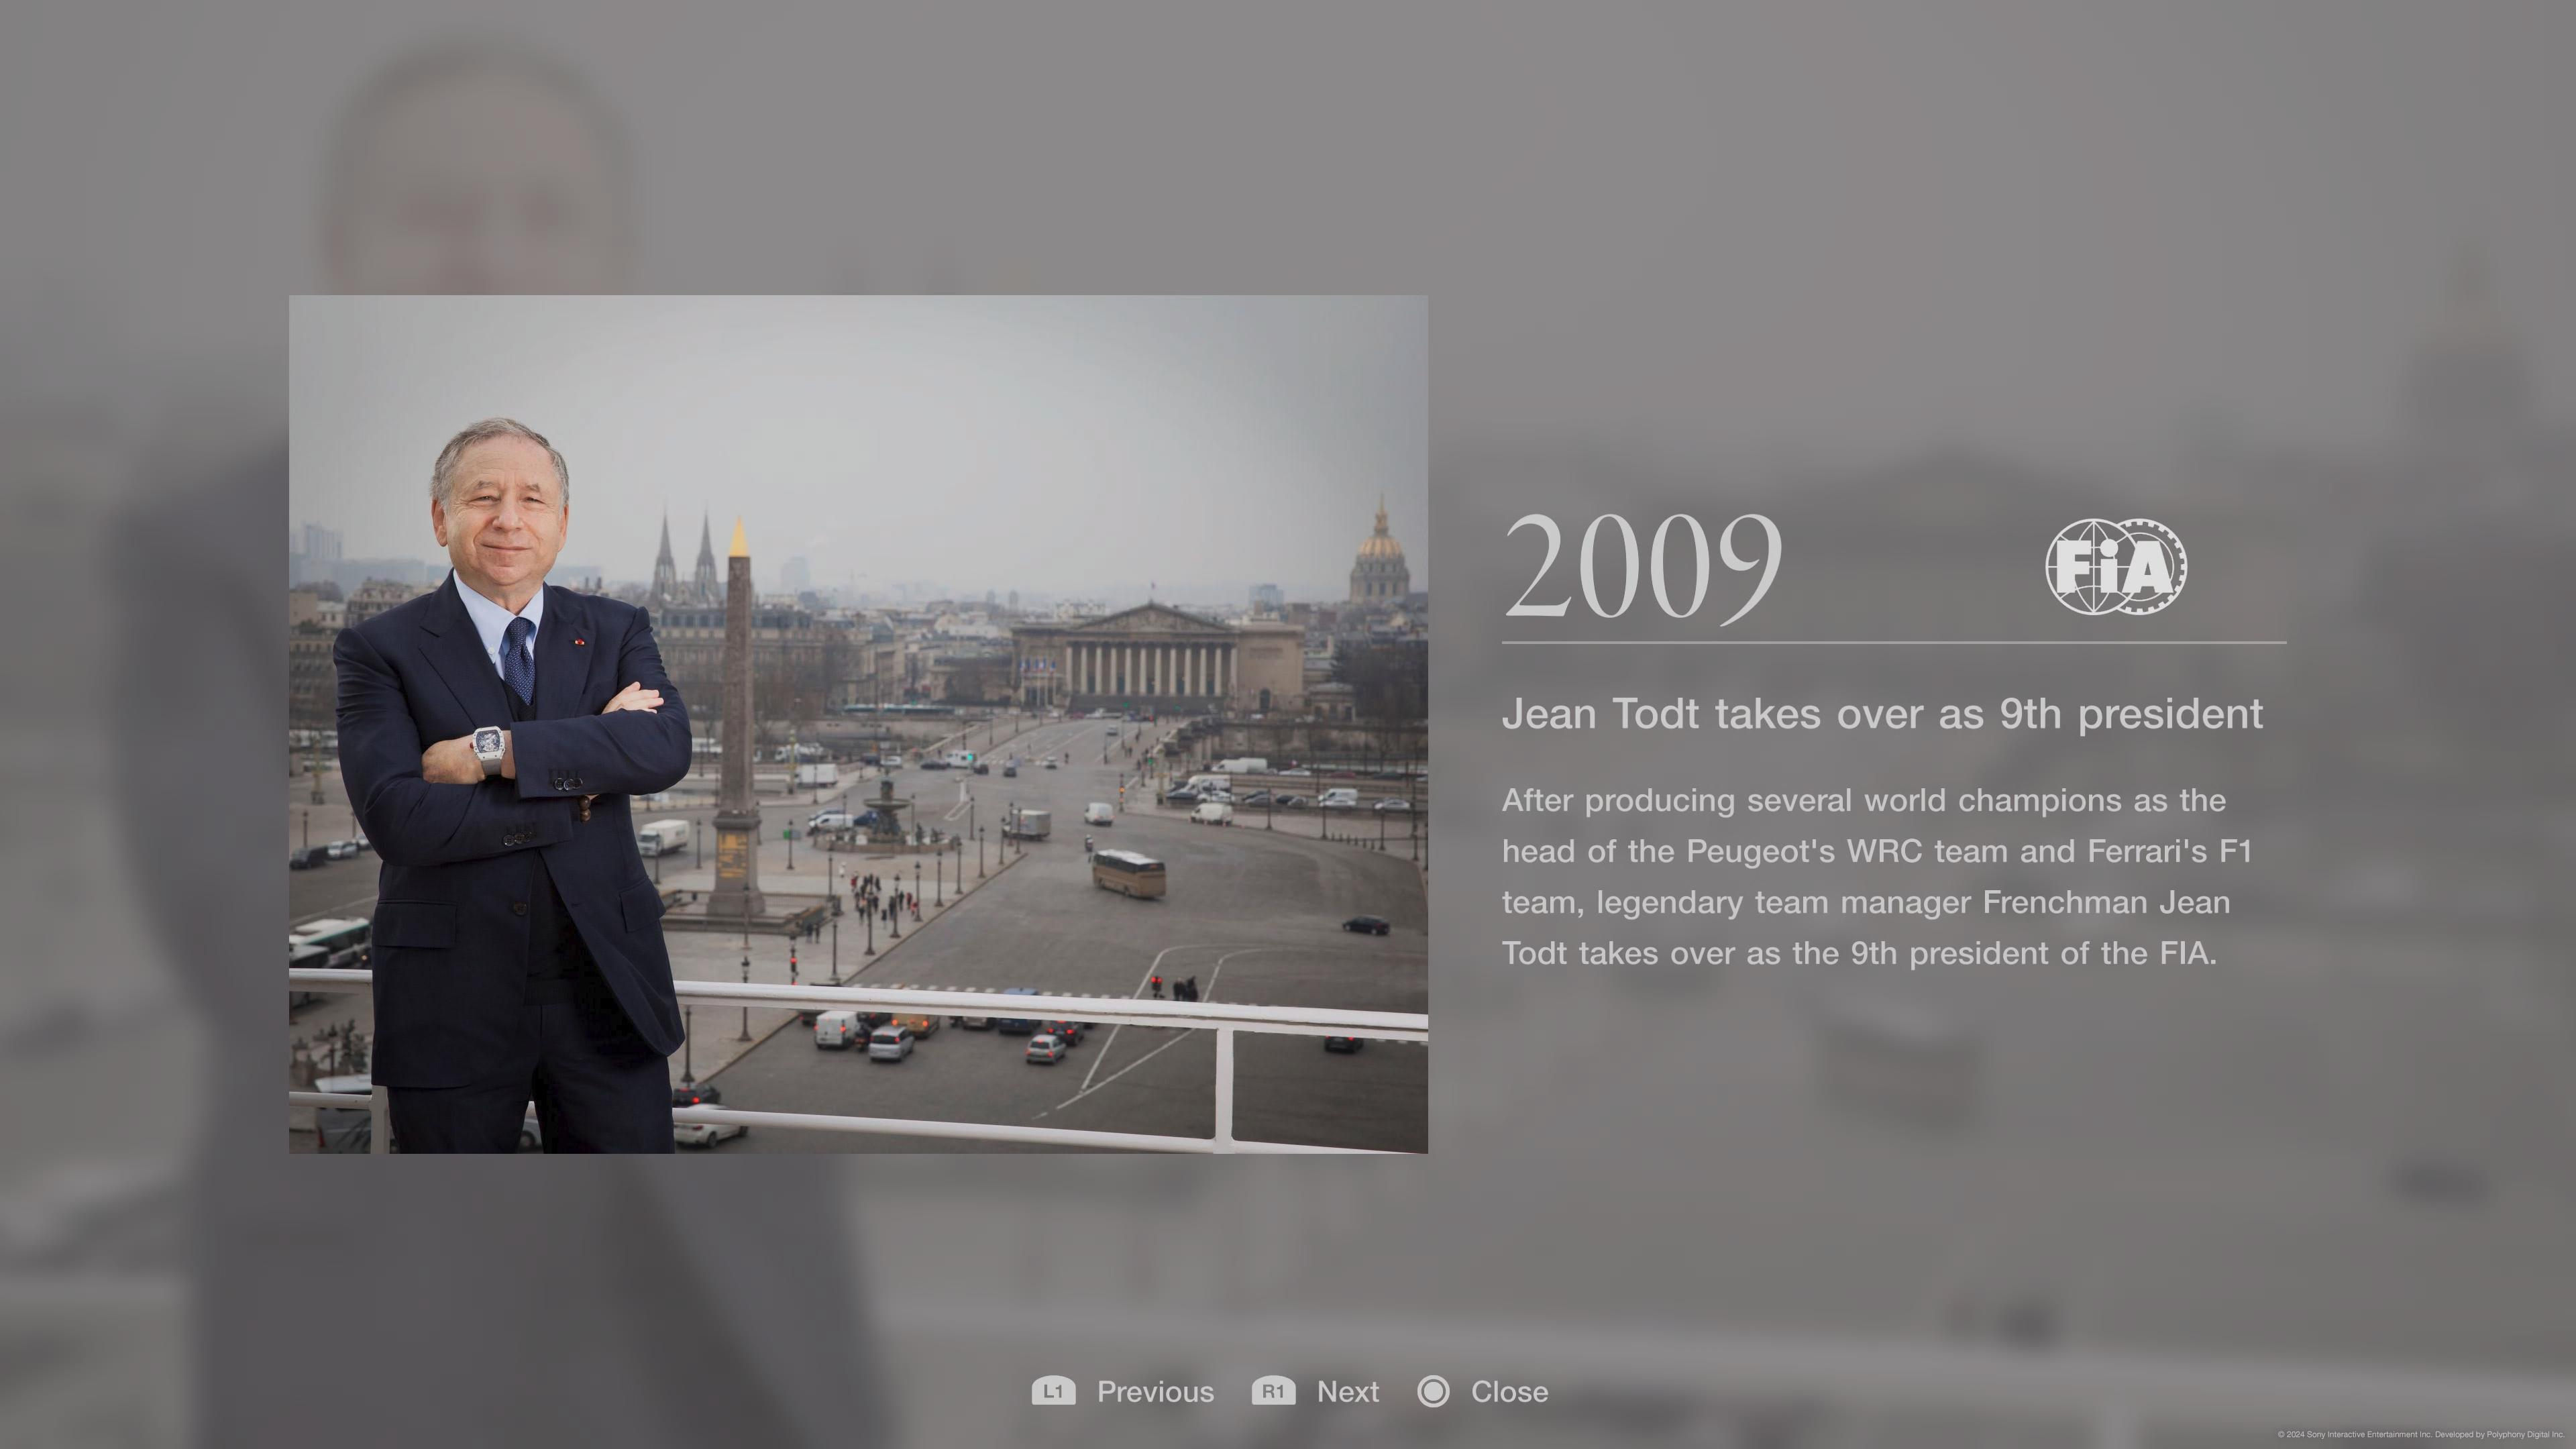 2009
FiA
Jean Todt takes over as 9th president
After producing several world champions as the
head of the Peugeot's WRC team and Ferrari's F1
team, legendary team manager Frenchman Jean
Todt takes over as the 9th president of the FIA.
L1 Previous R1 Next Close
© 2024 Sony Interactive Entertainment Inc. Developed by Polyphony Digital Inc.